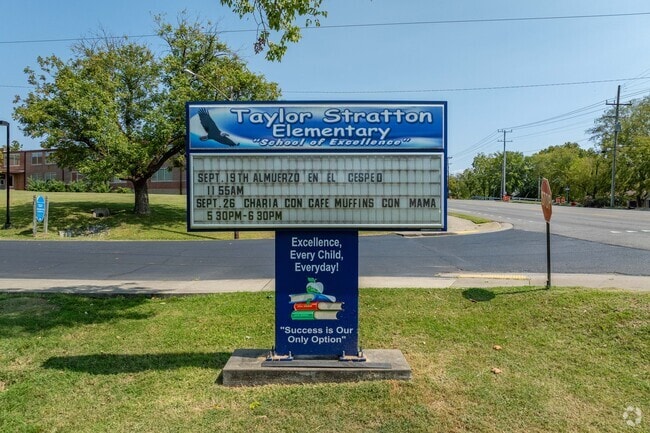 Taylor Stratton
Elementary
"School of Excellence"
SEPT. 19TH ALMUERZO EN EL CESPED
11 55AM
SEPT. 26 CHARIA CON CAFE MUFFINS CON MAMA
5 30PM-6 30PM
Excellence,
Every Child,
Everyday!
"Success is Our
Only Option"